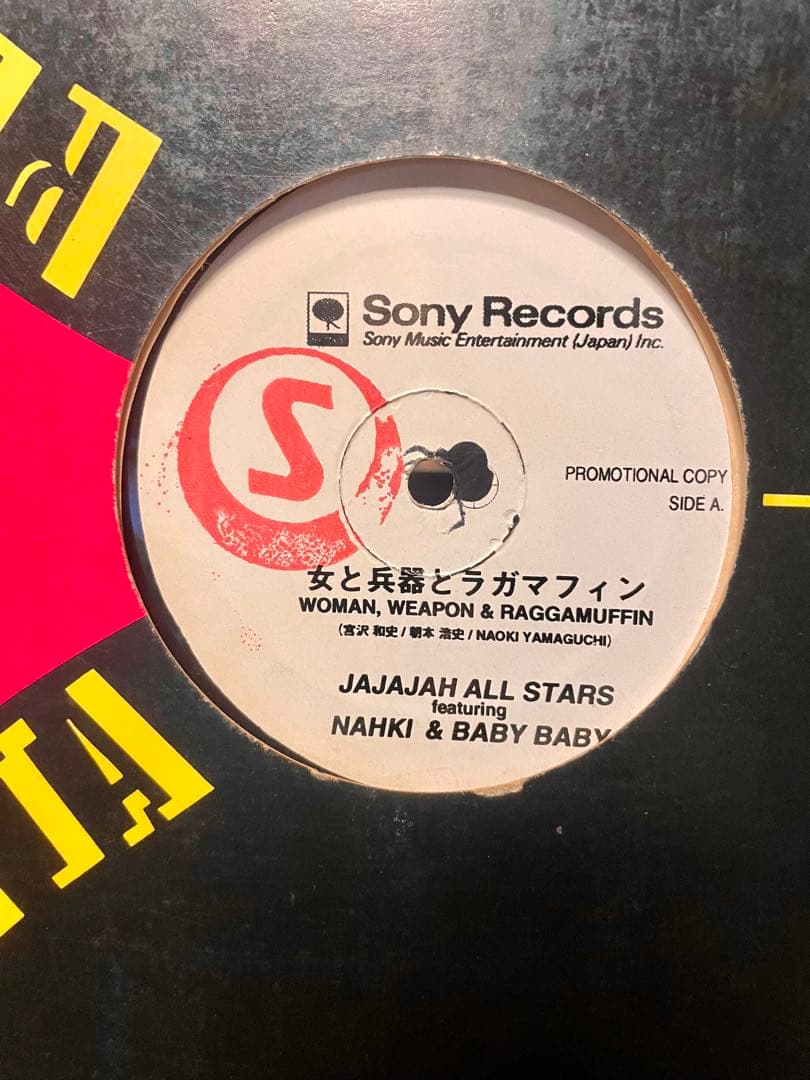 Sony Records
Sony Music Entertainment (Japan) Inc.
S
PROMOTIONAL COPY
SIDE A.
女と兵器とラガマフィン
WOMAN, WEAPON & RAGGAMUFFIN
(宮沢 和史 / 朝本 浩史 / NAOKI YAMAGUCHI)
JAJAJAH ALL STARS
featuring
NAHKI & BABY BABY